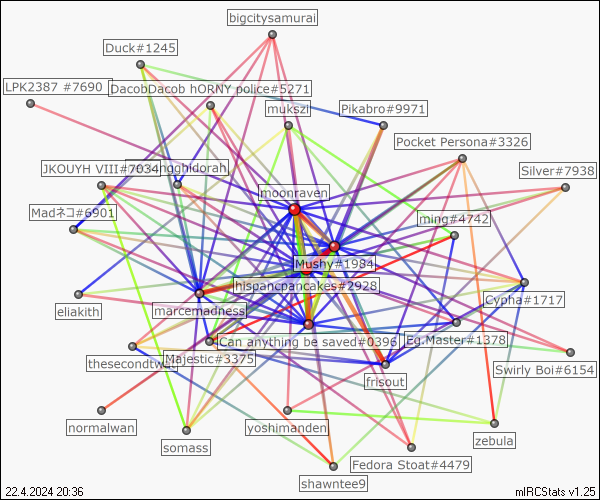 bigcitysamurai
Duck#1245
LPK2387 #7690
DacobDacob hORNY police#5271
mukszi
Pikabro#9971
Pocket Persona#3326
JKOUYH VIII#7034
ngghidorah
Silver#7938
moonraven
Madネコ#6901
ming#4742
Mushy#1984
hispancpancakes#2928
eliakith
marcemadness
Cypha#1717
Can anything be saved#0396
Eg.Master#1378
thesecondtw
Majestic#3375
Swirly Boi#6154
frisout
normalwan
yoshimanden
somass
zebula
Fedora Stoat#4479
shawntee9
22.4.2024 20:36
mIRCStats v1.25